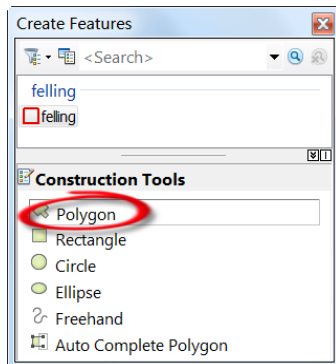 Create Features
<Search>
felling
felling
Construction Tools
Polygon
Rectangle
Circle
Ellipse
Freehand
Auto Complete Polygon